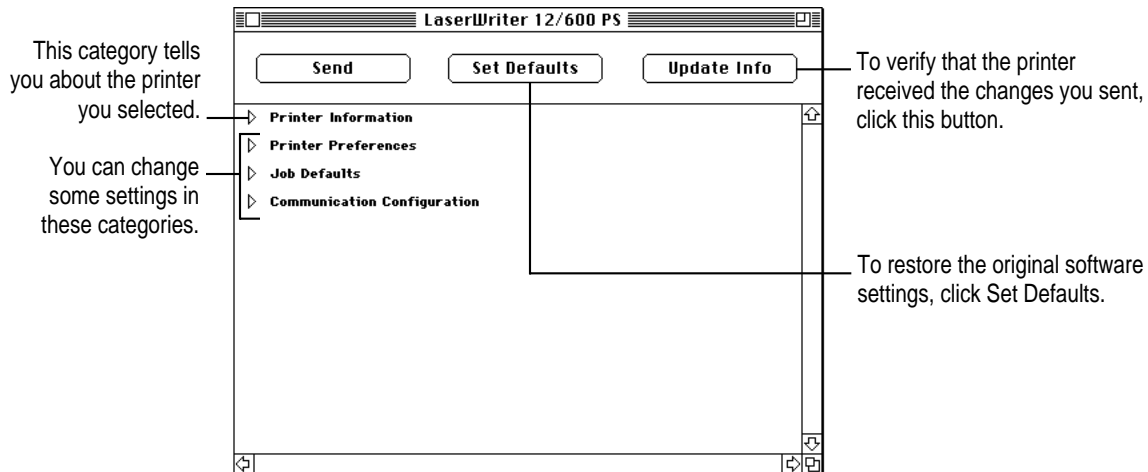 LaserWriter 12/600 PS
This category tells
you about the printer
you selected.
Send
Set Defaults
Update Info
To verify that the printer
received the changes you sent,
click this button.
Printer Information
Printer Preferences
Job Defaults
Communication Configuration
You can change
some settings in
these categories.
To restore the original software
settings, click Set Defaults.